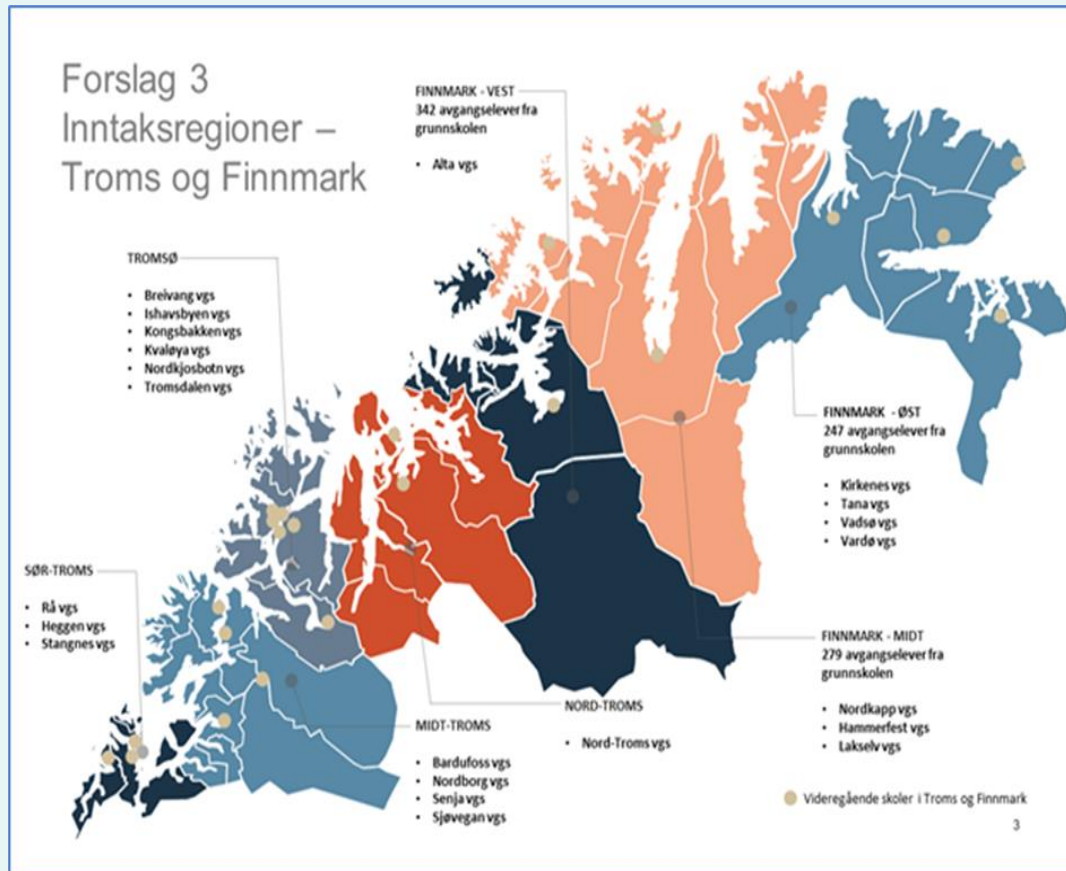 Forslag 3
Inntaksregioner –
Troms og Finnmark
FINNMARK - VEST
342 avgangselever fra
grunnskolen
• Alta vgs
TROMSØ
• Breivang vgs
• Ishavsbyen vgs
• Kongsbakken vgs
• Kvaløya vgs
• Nordkjosbotn vgs
• Tromsdalen vgs
FINNMARK - ØST
247 avgangselever fra
grunnskolen
• Kirkenes vgs
• Tana vgs
• Vadsø vgs
• Vardø vgs
SØR-TROMS
• Rå vgs
• Heggen vgs
• Stangnes vgs
FINNMARK - MIDT
279 avgangselever fra
grunnskolen
• Nordkapp vgs
• Hammerfest vgs
• Lakselv vgs
NORD-TROMS
• Nord-Troms vgs
MIDT-TROMS
• Bardufoss vgs
• Nordborg vgs
• Senja vgs
• Sjøvegan vgs
Videregående skoler i Troms og Finnmark
3